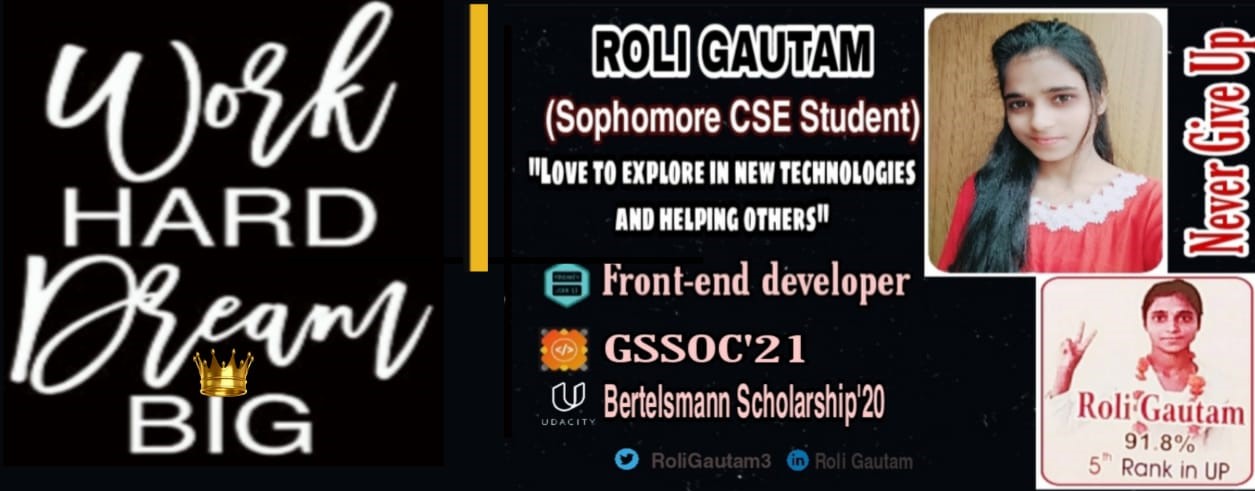 Work
HARD
Dream
BIG
ROLI GAUTAM
(Sophomore CSE Student)
"LOVE TO EXPLORE IN NEW TECHNOLOGIES
AND HELPING OTHERS"
Front-end developer
</>
GSSOC'21
U
UDACITY
Bertelsmann Scholarship'20
RoliGautam3
in
Roli Gautam
Never Give Up
Roli Gautam
91.8%
5th Rank in UP